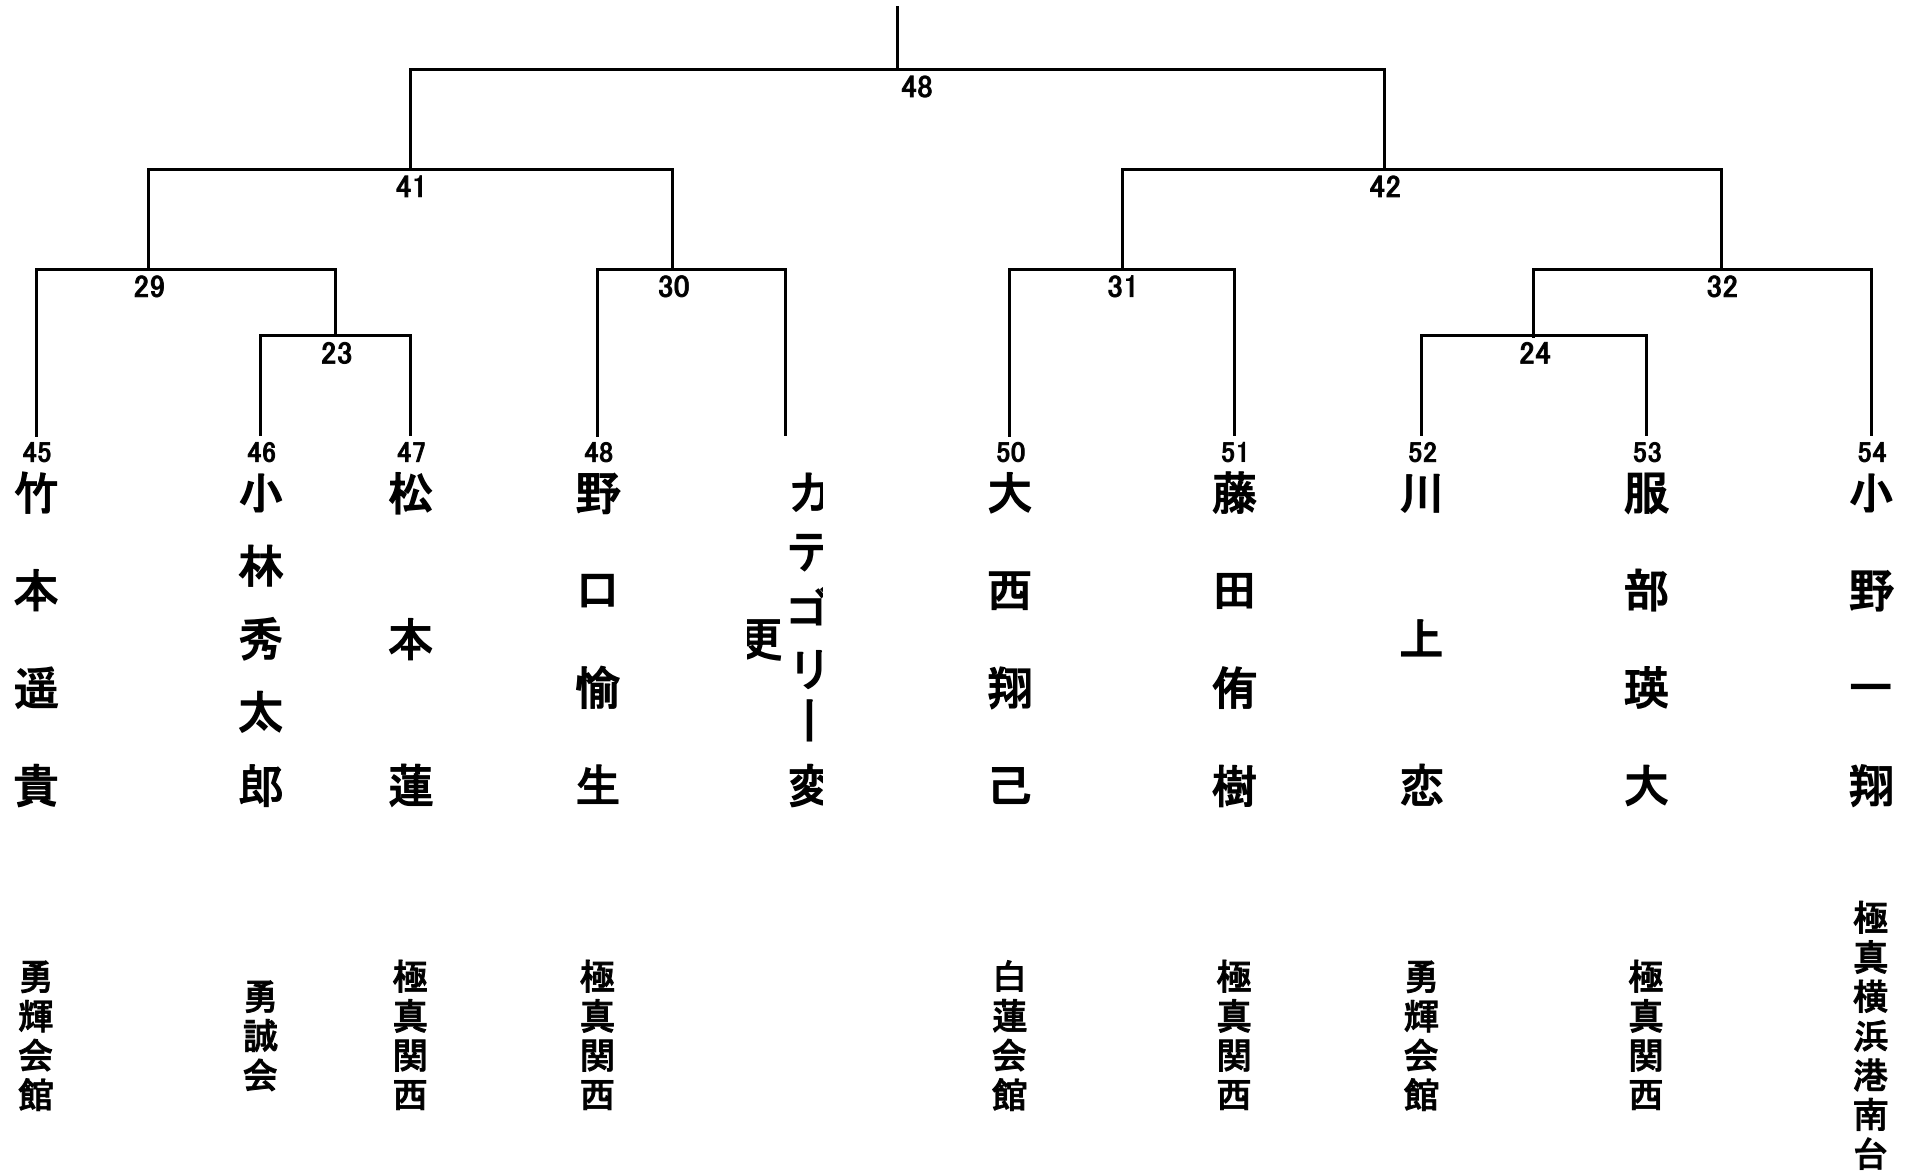 48
41
42
29
30
31
32
23
24
45
46
47
48
50
51
52
53
54
竹本遥貴
小林秀太郎
松本蓮
野口愉生
カテゴリー変
更
大西翔己
藤田侑樹
川上恋
服部瑛大
小野一翔
勇輝会館
勇誠会
極真関西
極真関西
白蓮会館
極真関西
勇輝会館
極真関西
極真横浜港南台